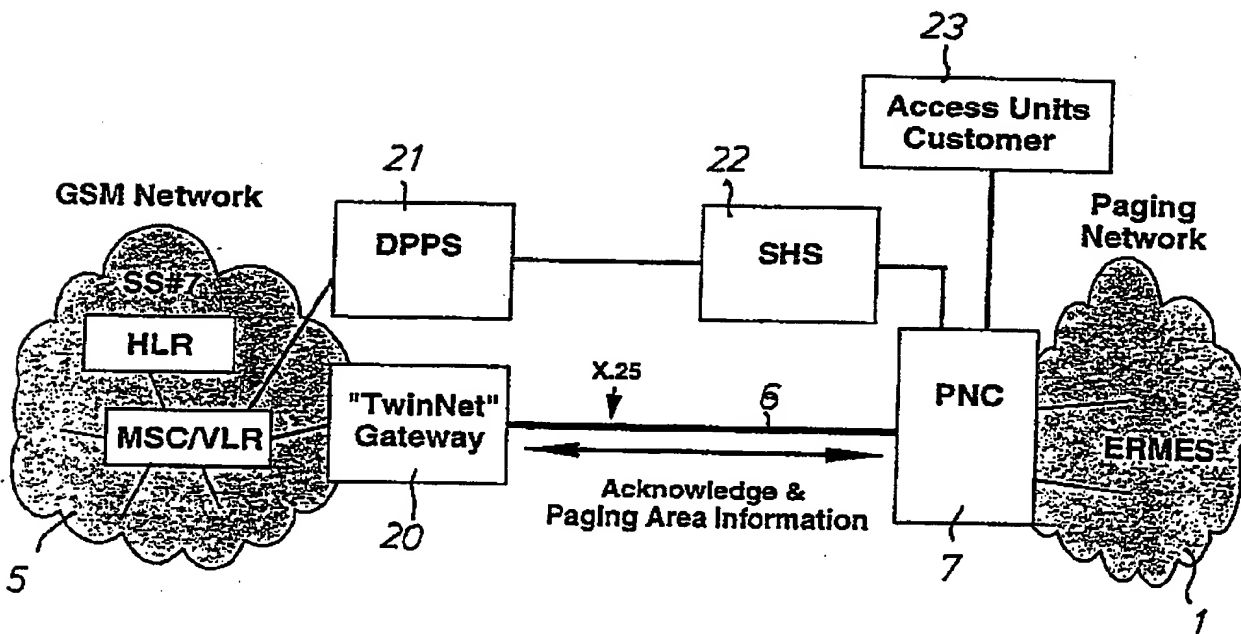 23
Access Units
Customer
21
22
GSM Network
DPPS
SHS
Paging
Network
SS#7
HLR
X.25
6
"TwinNet"
Gateway
PNC
MSC/VLR
ERMES
Acknowledge &
Paging Area Information
20
7
5
1